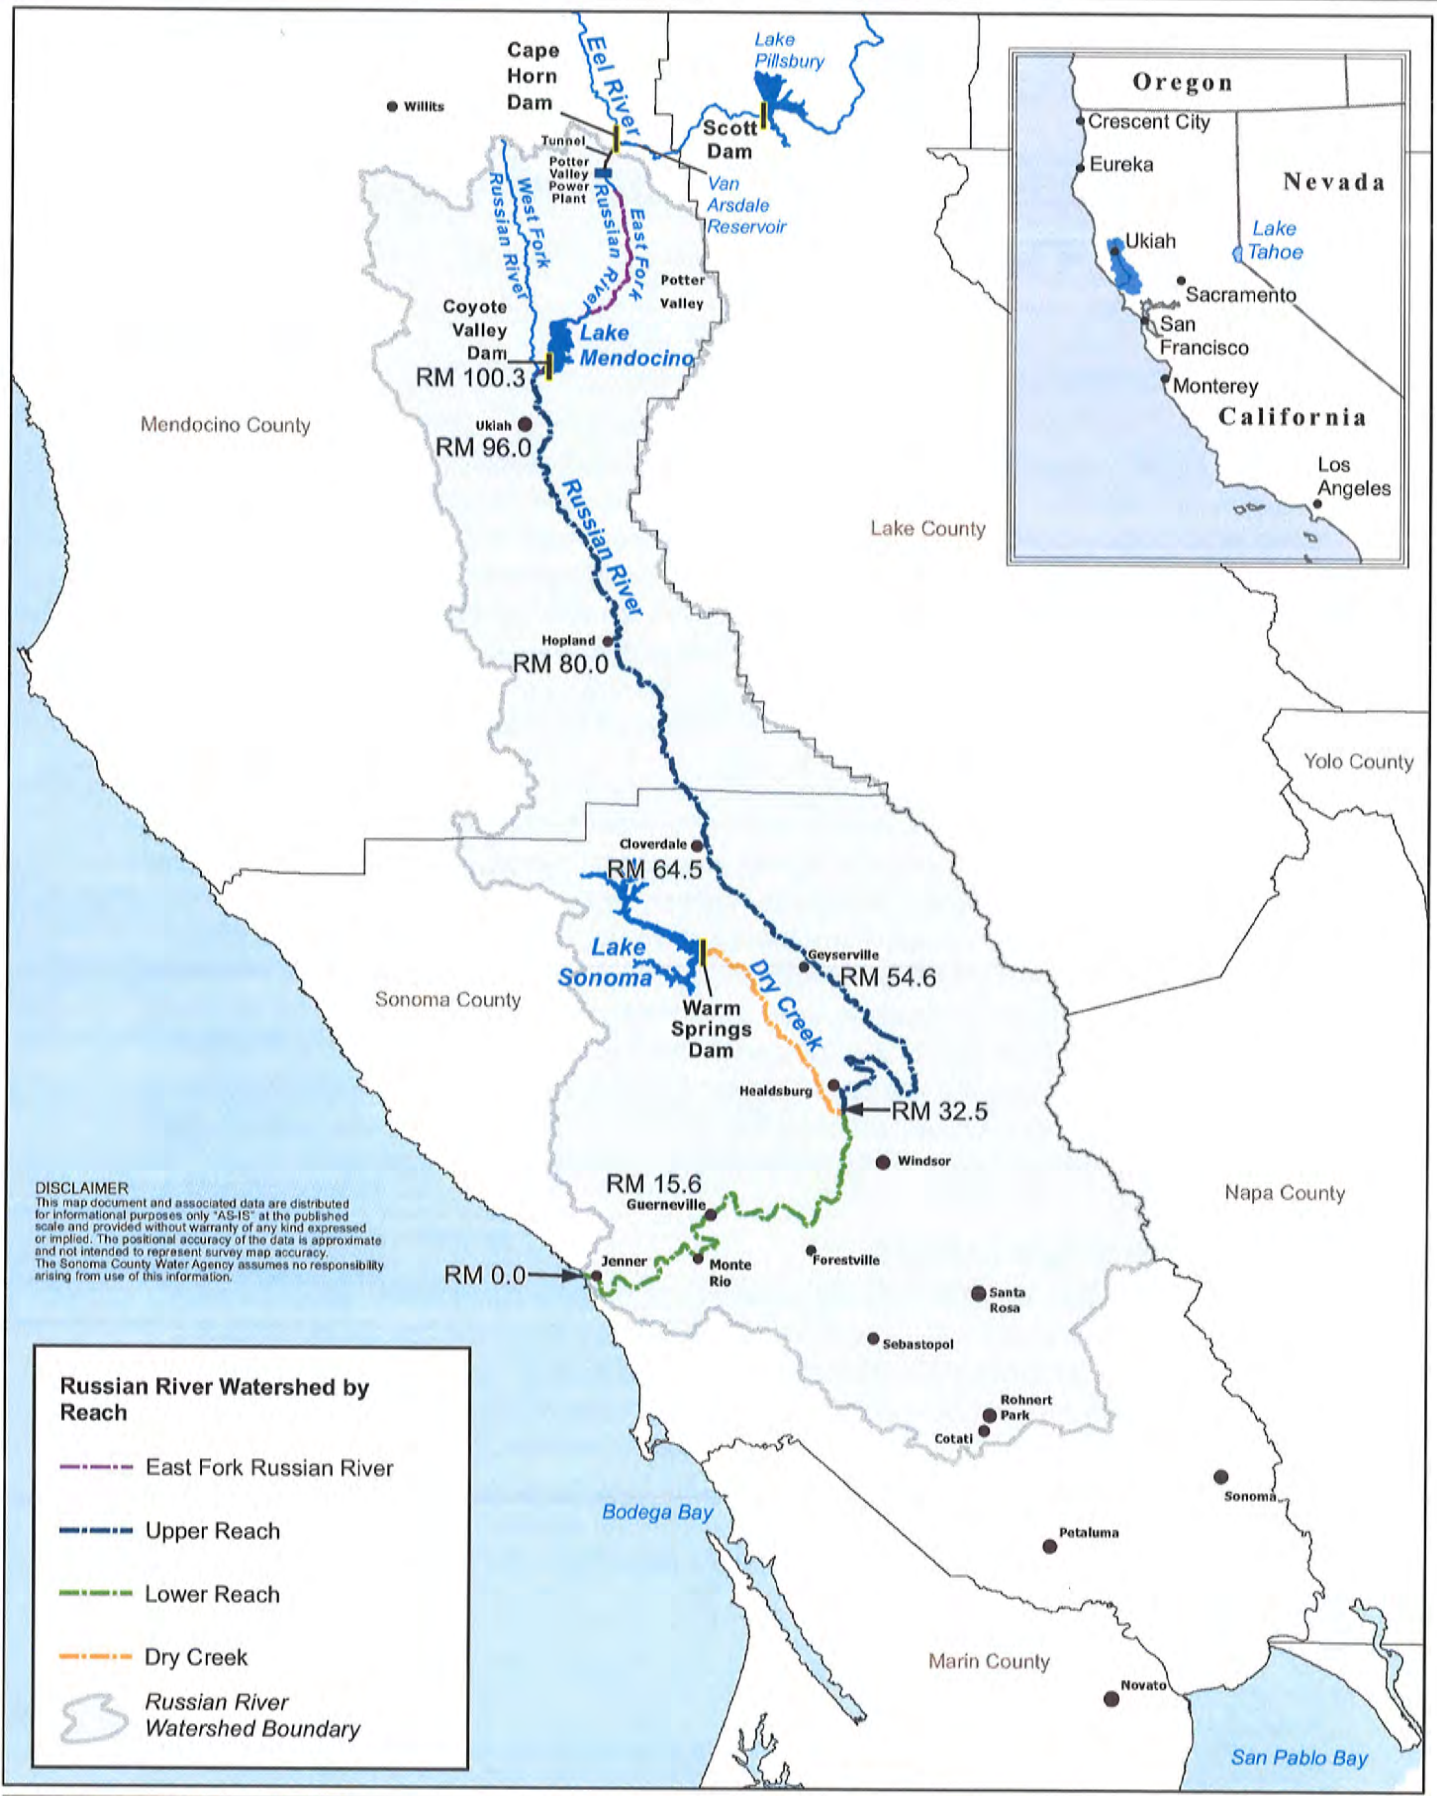 Cape
Horn
Dam
Eel River
Lake
Pillsbury
Willits
Scott
Dam
Tunnel
Potter
Valley
Power
Plant
Van
Arsdale
Reservoir
West Fork
Russian River
East Fork
Russian River
Potter
Valley
Coyote
Valley
Dam
RM 100.3
Lake
Mendocino
Mendocino County
Ukiah
RM 96.0
Russian River
Lake County
Hopland
RM 80.0
Yolo County
Cloverdale
RM 64.5
Lake
Sonoma
Geyserville
RM 54.6
Dry Creek
Sonoma County
Warm
Springs
Dam
Healdsburg
RM 32.5
Windsor
RM 15.6
Guerneville
Napa County
Jenner
RM 0.0
Monte
Rio
Forestville
Santa
Rosa
Sebastopol
Rohnert
Park
Cotati
Sonoma
Bodega Bay
Petaluma
Marin County
Novato
San Pablo Bay
Oregon
Crescent City
Eureka
Nevada
Ukiah
Lake
Tahoe
Sacramento
San
Francisco
Monterey
California
Los
Angeles
DISCLAIMER
This map document and associated data are distributed
for informational purposes only "AS-IS" at the published
scale and provided without warranty of any kind expressed
or implied. The positional accuracy of the data is approximate
and not intended to represent survey map accuracy.
The Sonoma County Water Agency assumes no responsibility
arising from use of this information.
Russian River Watershed by
Reach
East Fork Russian River
Upper Reach
Lower Reach
Dry Creek
Russian River
Watershed Boundary